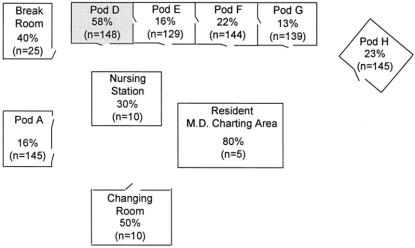 Break
Room
40%
(n=25)
Pod D
58%
(n=148)
Pod E
16%
(n=129)
Pod F
22%
(n=144)
Pod G
13%
(n=139)
Pod H
23%
(n=145)
Nursing
Station
30%
(n=10)
Resident
M.D. Charting Area
80%
(n=5)
Pod A
16%
(n=145)
Changing
Room
50%
(n=10)